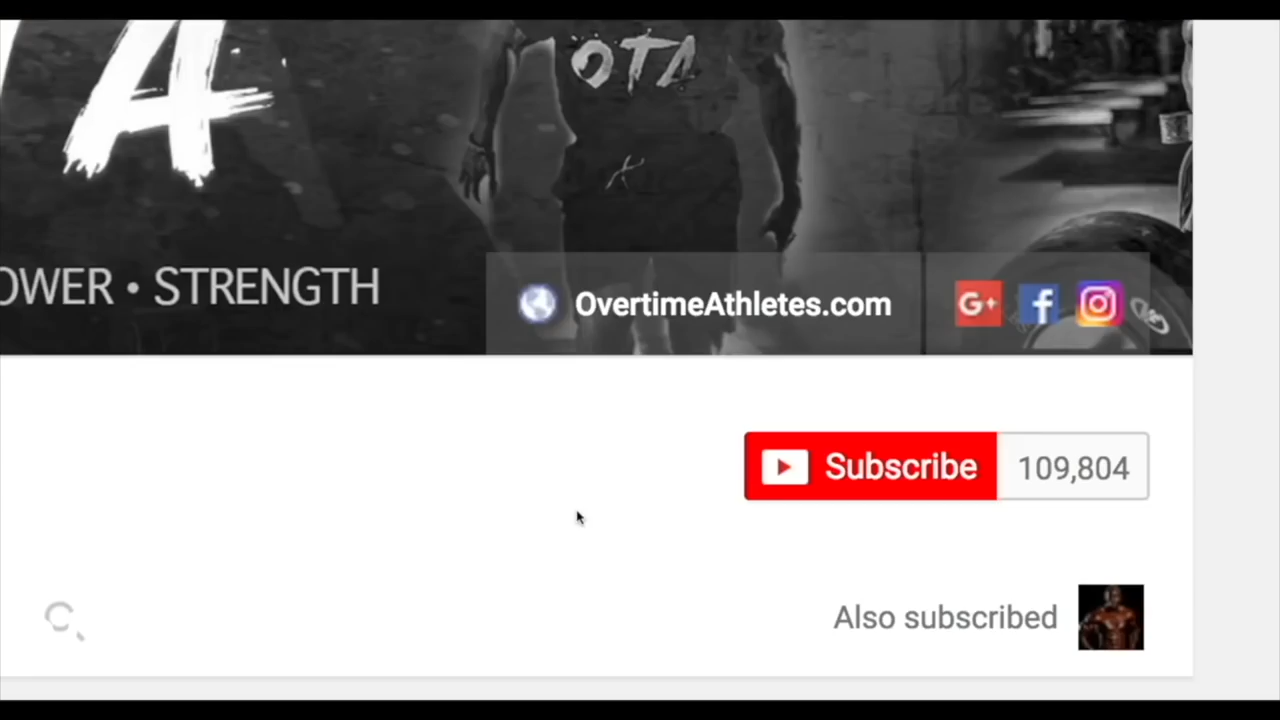 OTA
OWER • STRENGTH
OvertimeAthletes.com
G+
f
Subscribe
109,804
Also subscribed